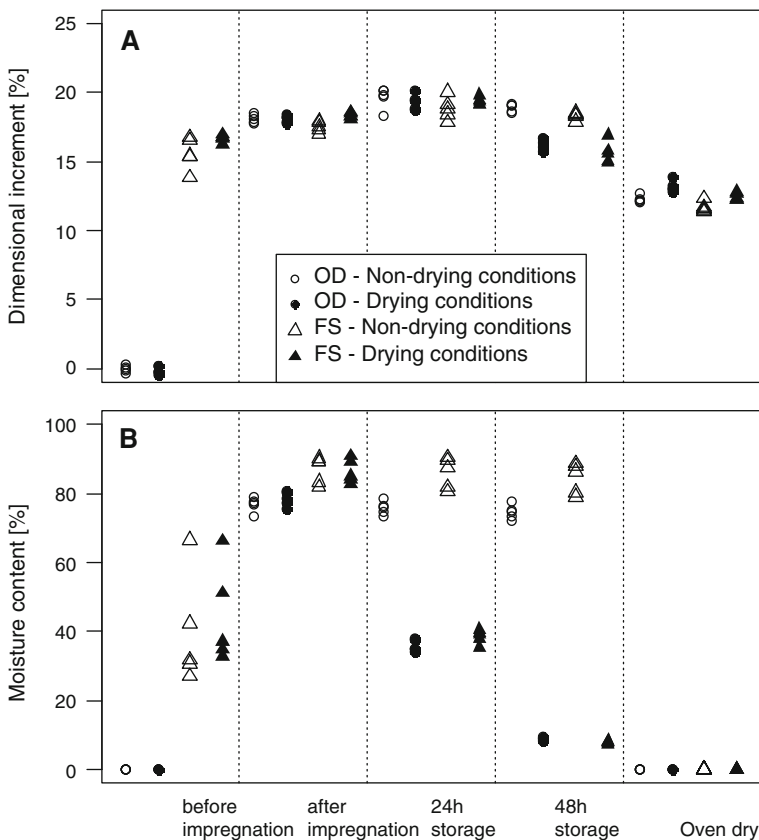 25
20
15
10
5
0
Dimensional increment [%]
A
OD - Non-drying conditions
OD - Drying conditions
FS - Non-drying conditions
FS - Drying conditions
100
80
60
40
20
0
Moisture content [%]
B
before impregnation
after impregnation
24h storage
48h storage
Oven dry